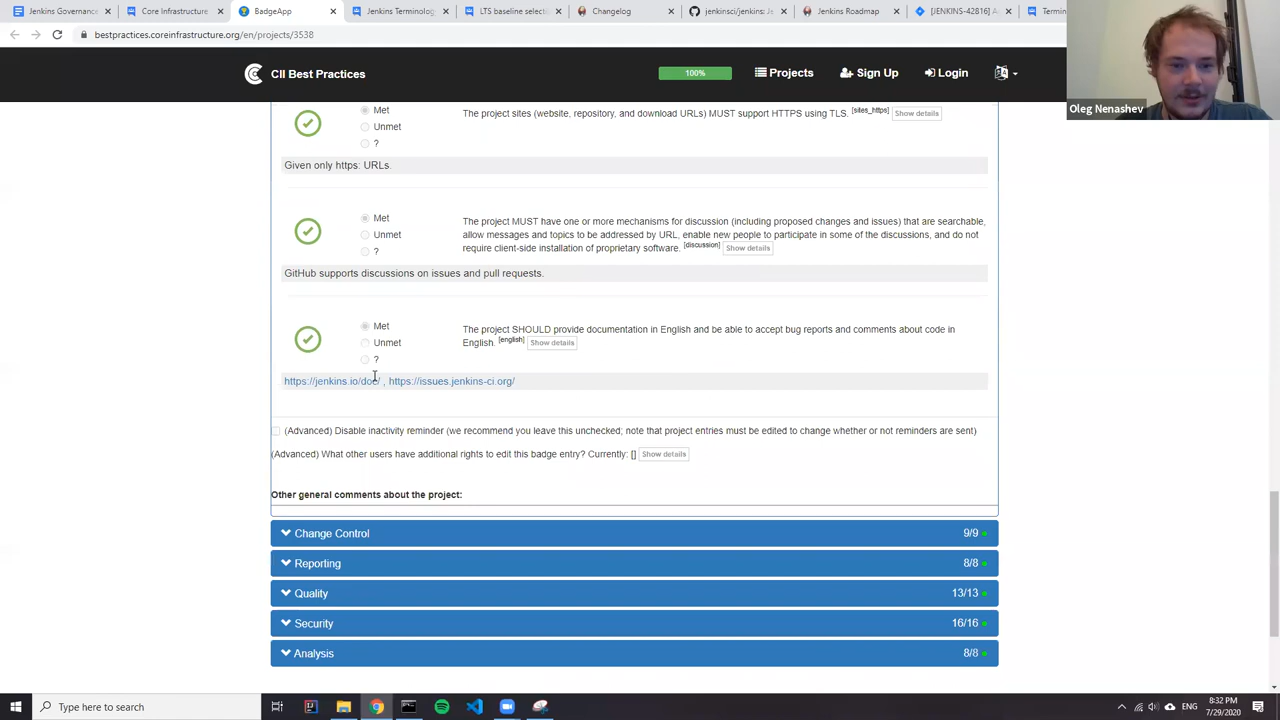 Jenkins Governance
Core Infrastructure
BadgeApp
Jenkins Terminology
LTS baseline selecti
Changelog
jenkinsci/jenkins: Je
Jenkins Roadmap
[JENKINS-42816] A
Termin
bestpractices.coreinfrastructure.org/en/projects/3538
CII Best Practices
100%
Projects
Sign Up
Login
Oleg Nenashev
Met
Unmet
?
The project sites (website, repository, and download URLs) MUST support HTTPS using TLS. [sites_https] Show details
Given only https: URLs.
Met
Unmet
?
The project MUST have one or more mechanisms for discussion (including proposed changes and issues) that are searchable,
allow messages and topics to be addressed by URL, enable new people to participate in some of the discussions, and do not
require client-side installation of proprietary software. [discussion] Show details
GitHub supports discussions on issues and pull requests.
Met
Unmet
?
The project SHOULD provide documentation in English and be able to accept bug reports and comments about code in
English. [english] Show details
https://jenkins.io/doc/ , https://issues.jenkins-ci.org/
(Advanced) Disable inactivity reminder (we recommend you leave this unchecked; note that project entries must be edited to change whether or not reminders are sent)
(Advanced) What other users have additional rights to edit this badge entry? Currently: [] Show details
Other general comments about the project:
Change Control 9/9
Reporting 8/8
Quality 13/13
Security 16/16
Analysis 8/8
Type here to search
ENG
8:32 PM
7/29/2020